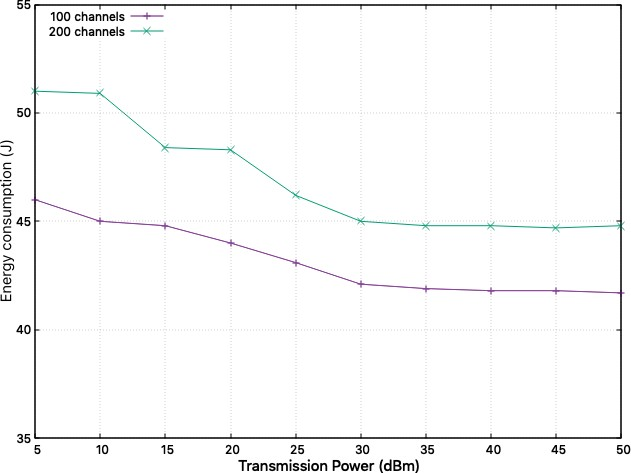 100 channels
200 channels
Energy consumption (J)
55
50
45
40
35
5 10 15 20 25 30 35 40 45 50
Transmission Power (dBm)